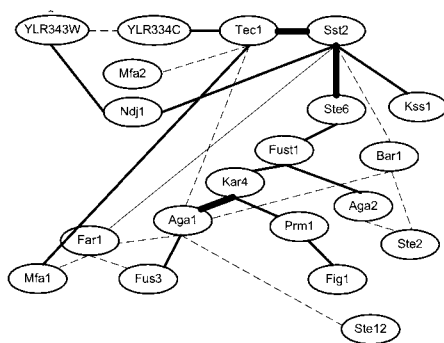 YLR343W YLR334C Tec1 Sst2
Mfa2
Ndj1 Ste6 Kss1
Fust1
Bar1
Kar4
Aga1 Aga2
Prm1
Far1 Ste2
Mfa1 Fus3 Fig1
Ste12